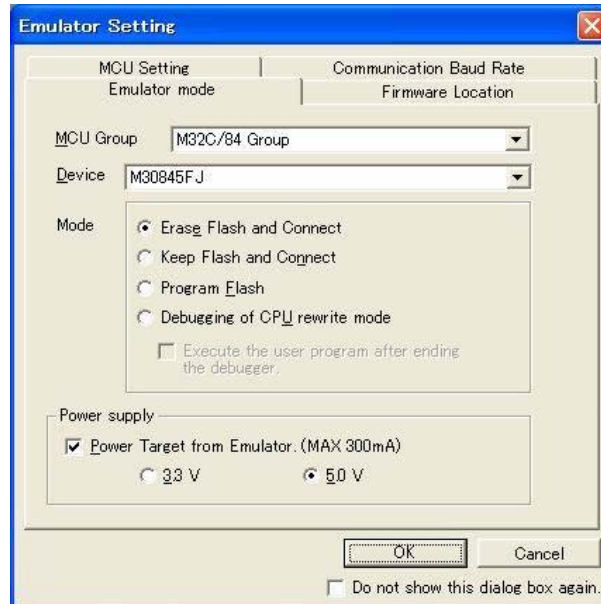 Emulator Setting
MCU Setting
Communication Baud Rate
Emulator mode
Firmware Location
MCU Group
M32C/84 Group
Device
M30845FJ
Mode
Erase Flash and Connect
Keep Flash and Connect
Program Flash
Debugging of CPU rewrite mode
Execute the user program after ending
the debugger.
Power supply
Power Target from Emulator. (MAX 300mA)
3.3 V
5.0 V
OK
Cancel
Do not show this dialog box again.